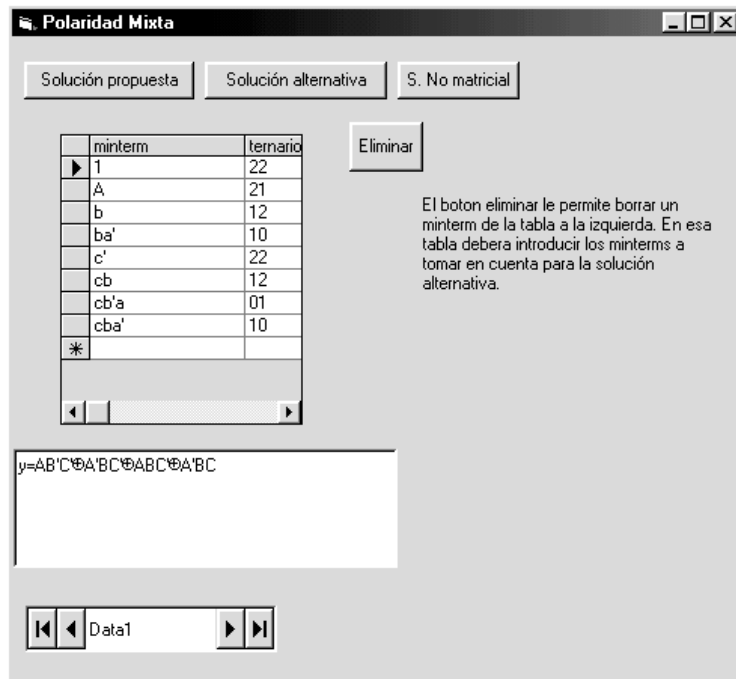 Polaridad Mixta
Solución propuesta Solución alternativa S. No matricial
Eliminar
minterm ternario
1 22
A 21
b 12
ba' 10
c' 22
cb 12
cb'a 01
cba' 10
El boton eliminar le permite borrar un
minterm de la tabla a la izquierda. En esa
tabla debera introducir los minterms a
tomar en cuenta para la solución
alternativa.
y=AB'C'⊕A'BC⊕ABC'⊕A'BC
Data1